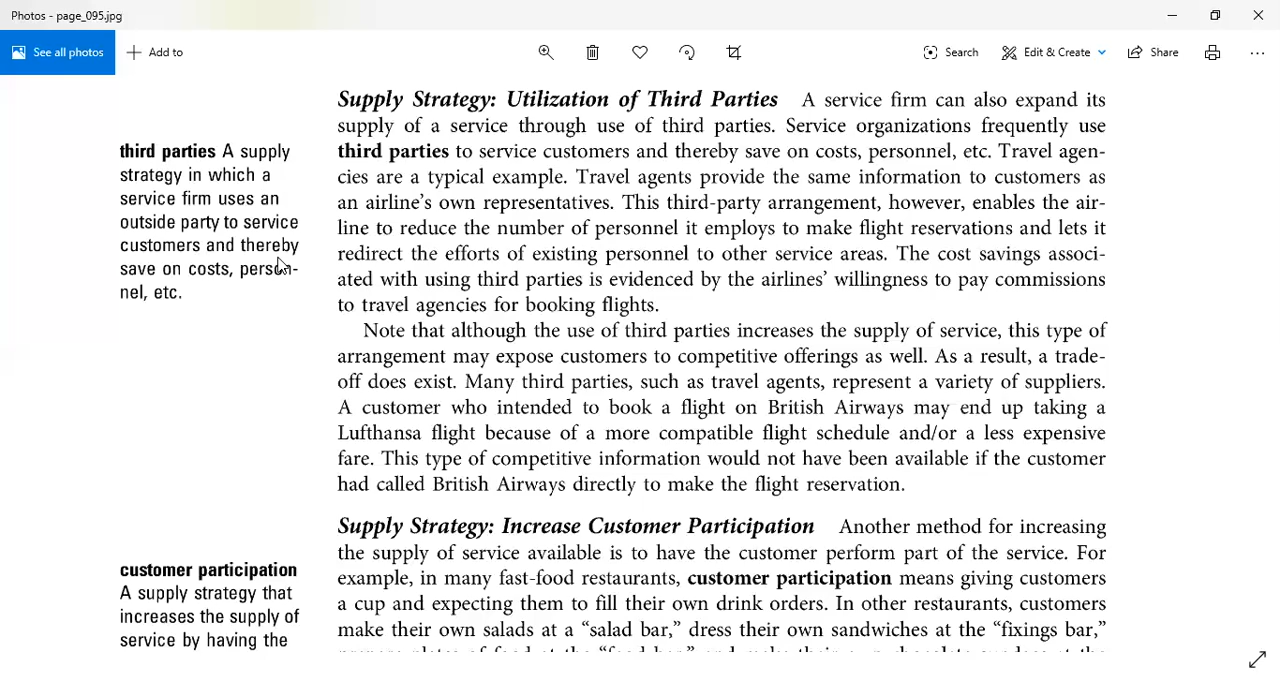 Photos - page_095.jpg
See all photos
Add to
Search
Edit & Create
Share
third parties A supply
strategy in which a
service firm uses an
outside party to service
customers and thereby
save on costs, person-
nel, etc.
Supply Strategy: Utilization of Third Parties A service firm can also expand its
supply of a service through use of third parties. Service organizations frequently use
third parties to service customers and thereby save on costs, personnel, etc. Travel agen-
cies are a typical example. Travel agents provide the same information to customers as
an airline's own representatives. This third-party arrangement, however, enables the air-
line to reduce the number of personnel it employs to make flight reservations and lets it
redirect the efforts of existing personnel to other service areas. The cost savings associ-
ated with using third parties is evidenced by the airlines' willingness to pay commissions
to travel agencies for booking flights.
Note that although the use of third parties increases the supply of service, this type of
arrangement may expose customers to competitive offerings as well. As a result, a trade-
off does exist. Many third parties, such as travel agents, represent a variety of suppliers.
A customer who intended to book a flight on British Airways may end up taking a
Lufthansa flight because of a more compatible flight schedule and/or a less expensive
fare. This type of competitive information would not have been available if the customer
had called British Airways directly to make the flight reservation.
customer participation
A supply strategy that
increases the supply of
service by having the
Supply Strategy: Increase Customer Participation Another method for increasing
the supply of service available is to have the customer perform part of the service. For
example, in many fast-food restaurants, customer participation means giving customers
a cup and expecting them to fill their own drink orders. In other restaurants, customers
make their own salads at a “salad bar,” dress their own sandwiches at the “fixings bar,”